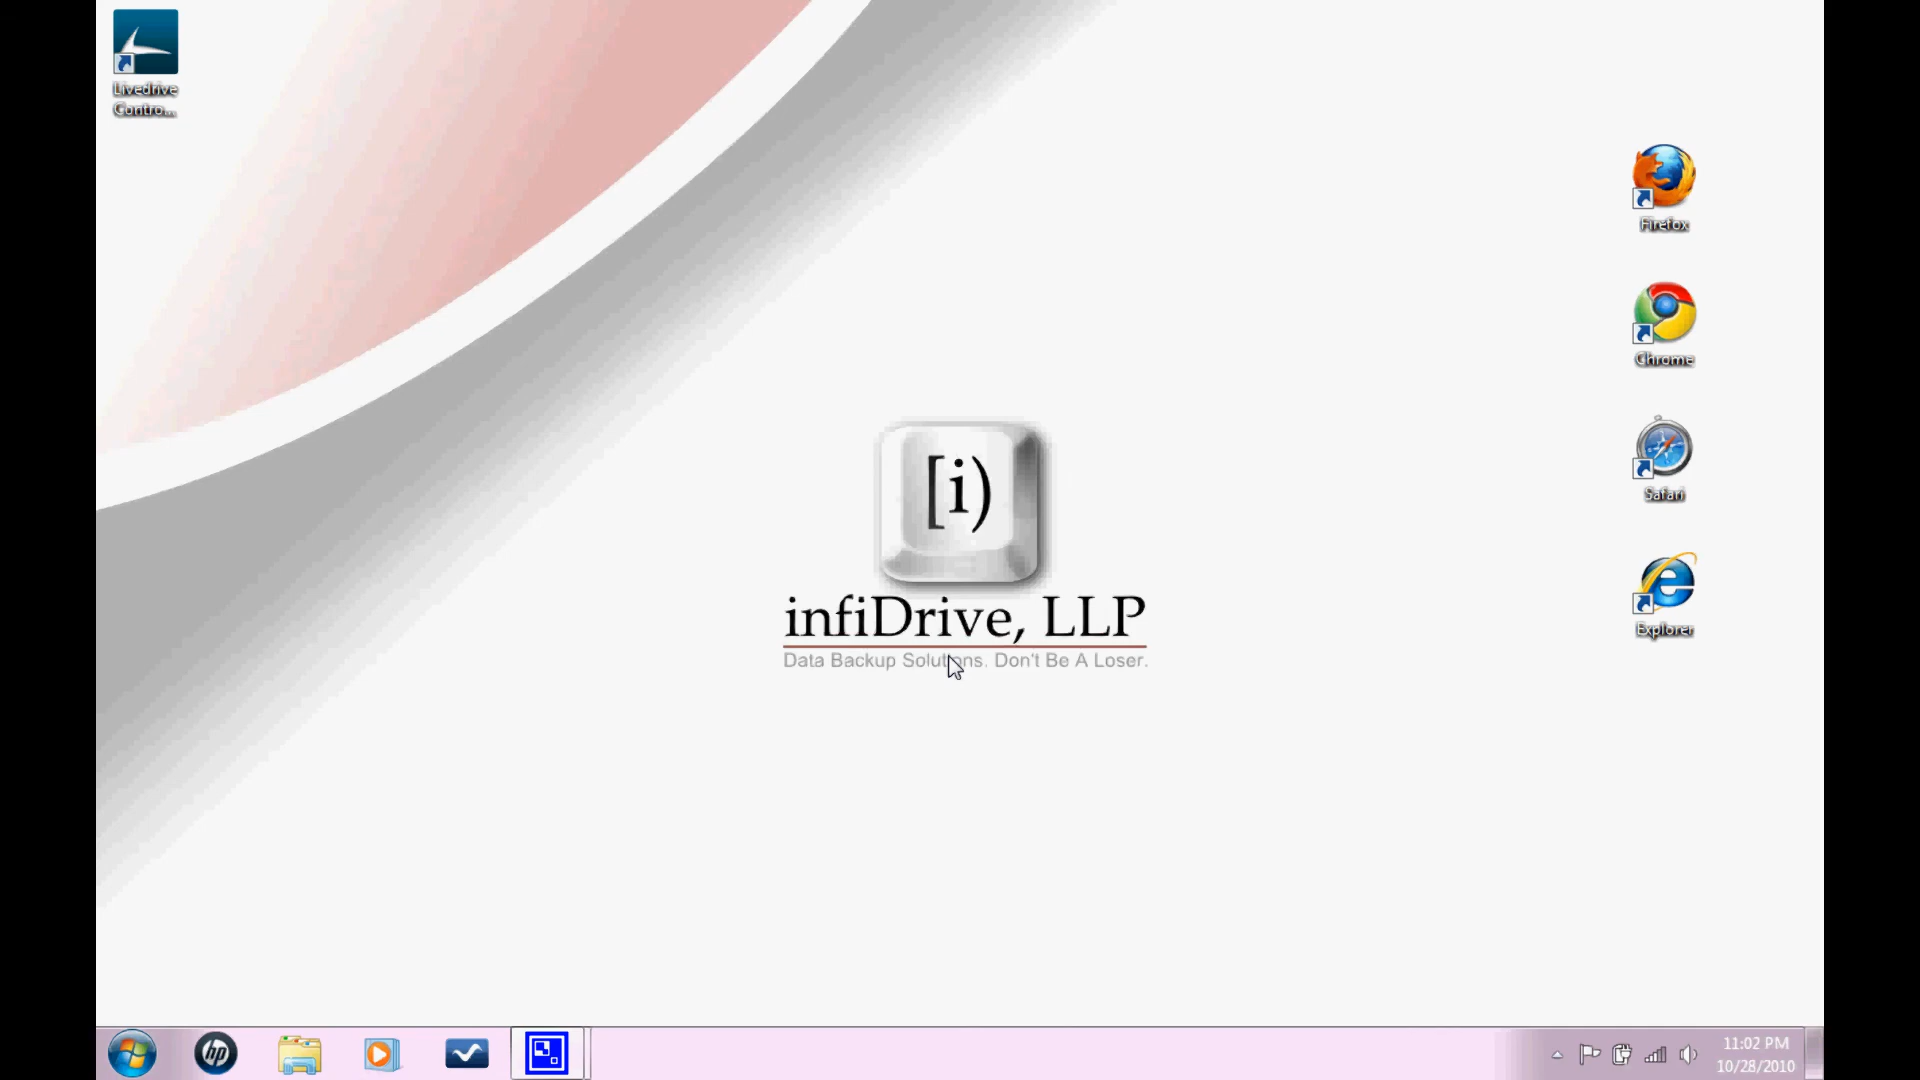 Livedrive
Contro...
Firefox
Chrome
Safari
Explorer
[i)
infiDrive, LLP
Data Backup Solutions. Don't Be A Loser.
hp
11:02 PM
10/28/2010